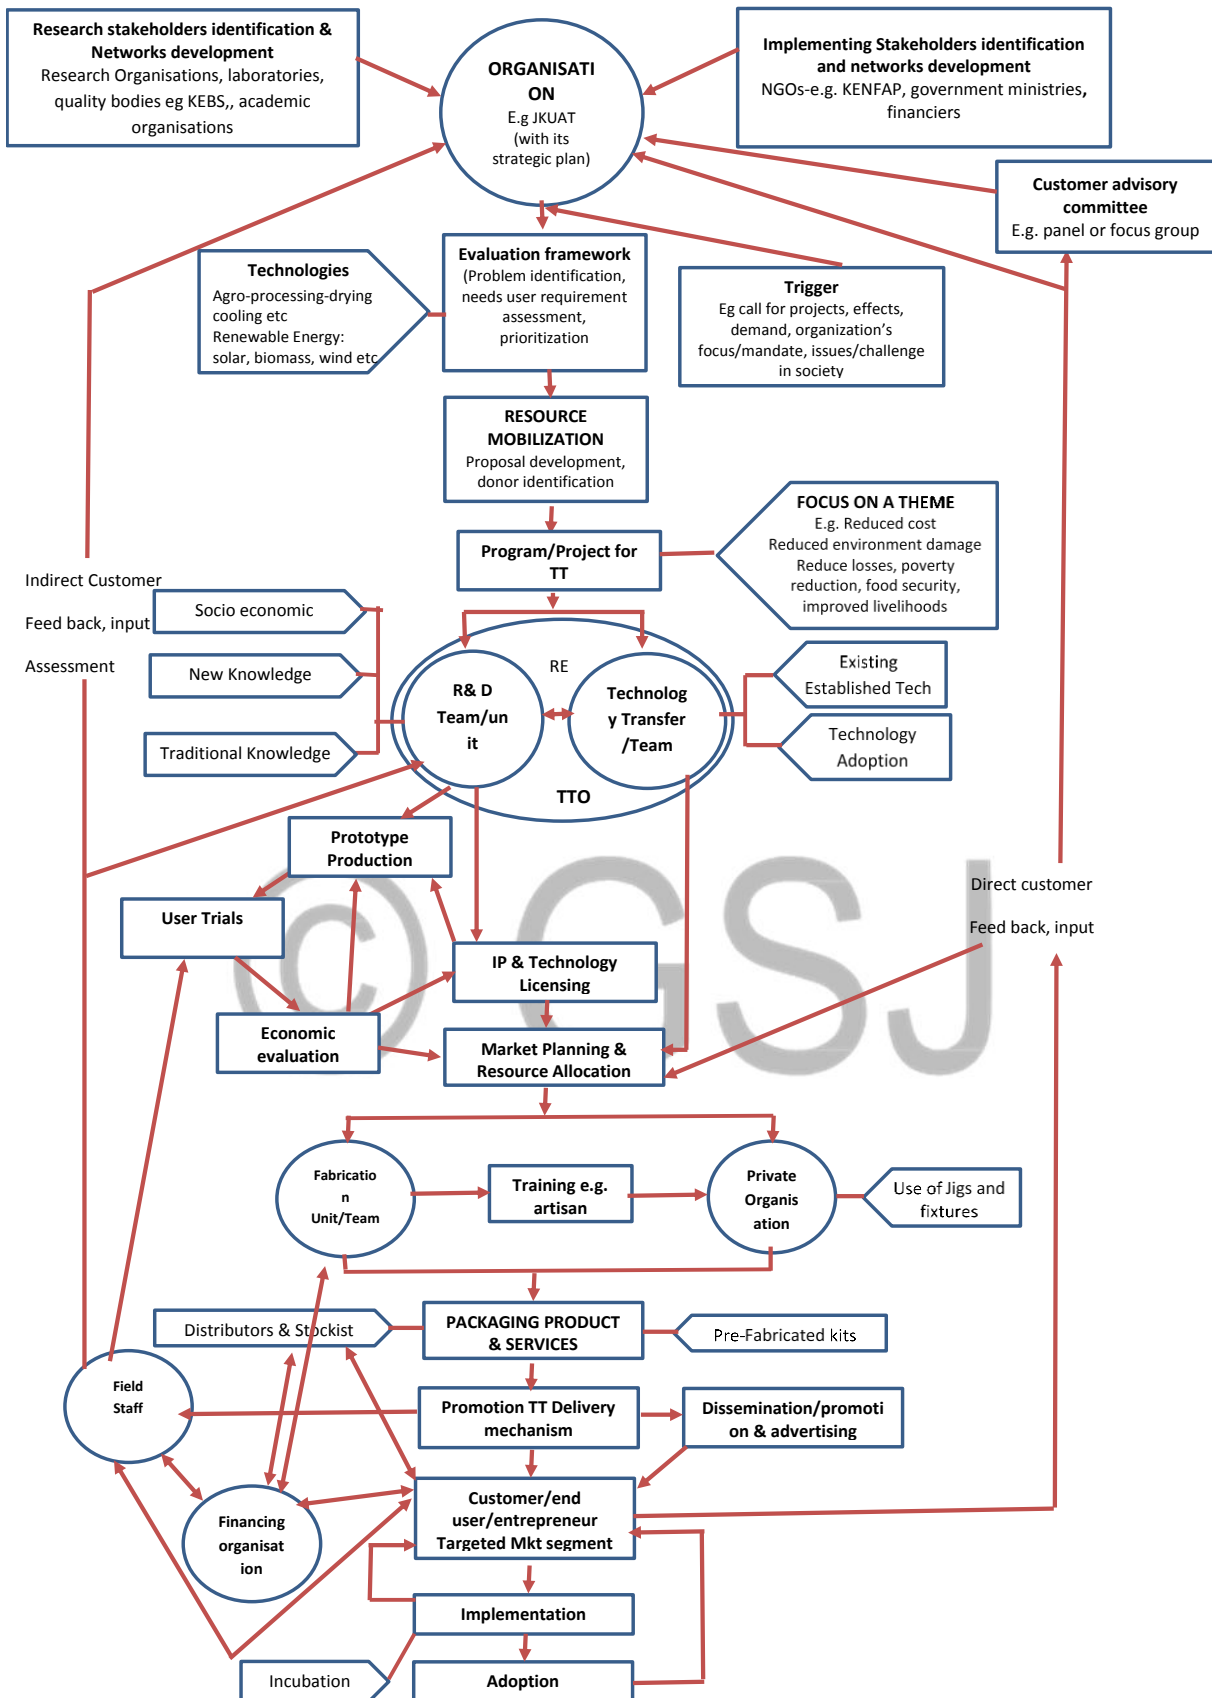 Research stakeholders identification &
Networks development
Research Organisations, laboratories,
quality bodies eg KEBS,, academic
organisations
ORGANISATI
ON
E.g JKUAT
(with its
strategic plan)
Implementing Stakeholders identification
and networks development
NGOs-e.g. KENFAP, government ministries,
financiers
Customer advisory
committee
E.g. panel or focus group
Technologies
Agro-processing-drying
cooling etc
Renewable Energy:
solar, biomass, wind etc
Evaluation framework
(Problem identification,
needs user requirement
assessment,
prioritization
Trigger
Eg call for projects, effects,
demand, organization's
focus/mandate, issues/challenge
in society
RESOURCE
MOBILIZATION
Proposal development,
donor identification
FOCUS ON A THEME
E.g. Reduced cost
Reduced environment damage
Reduce losses, poverty
reduction, food security,
improved livelihoods
Program/Project for
TT
Indirect Customer
Feed back, input
Assessment
Socio economic
New Knowledge
Traditional Knowledge
RE
R& D
Team/un
it
Technolog
y Transfer
/Team
TTO
Existing
Established Tech
Technology
Adoption
Prototype
Production
User Trials
Direct customer
Feed back, input
IP & Technology
Licensing
Economic
evaluation
Market Planning &
Resource Allocation
© GSJ
Fabricatio
n
Unit/Team
Training e.g.
artisan
Private
Organis
ation
Use of Jigs and
fixtures
Distributors & Stockist
PACKAGING PRODUCT
& SERVICES
Pre-Fabricated kits
Field
Staff
Promotion TT Delivery
mechanism
Dissemination/promoti
on & advertising
Financing
organisat
ion
Customer/end
user/entrepreneur
Targeted Mkt segment
Implementation
Incubation
Adoption